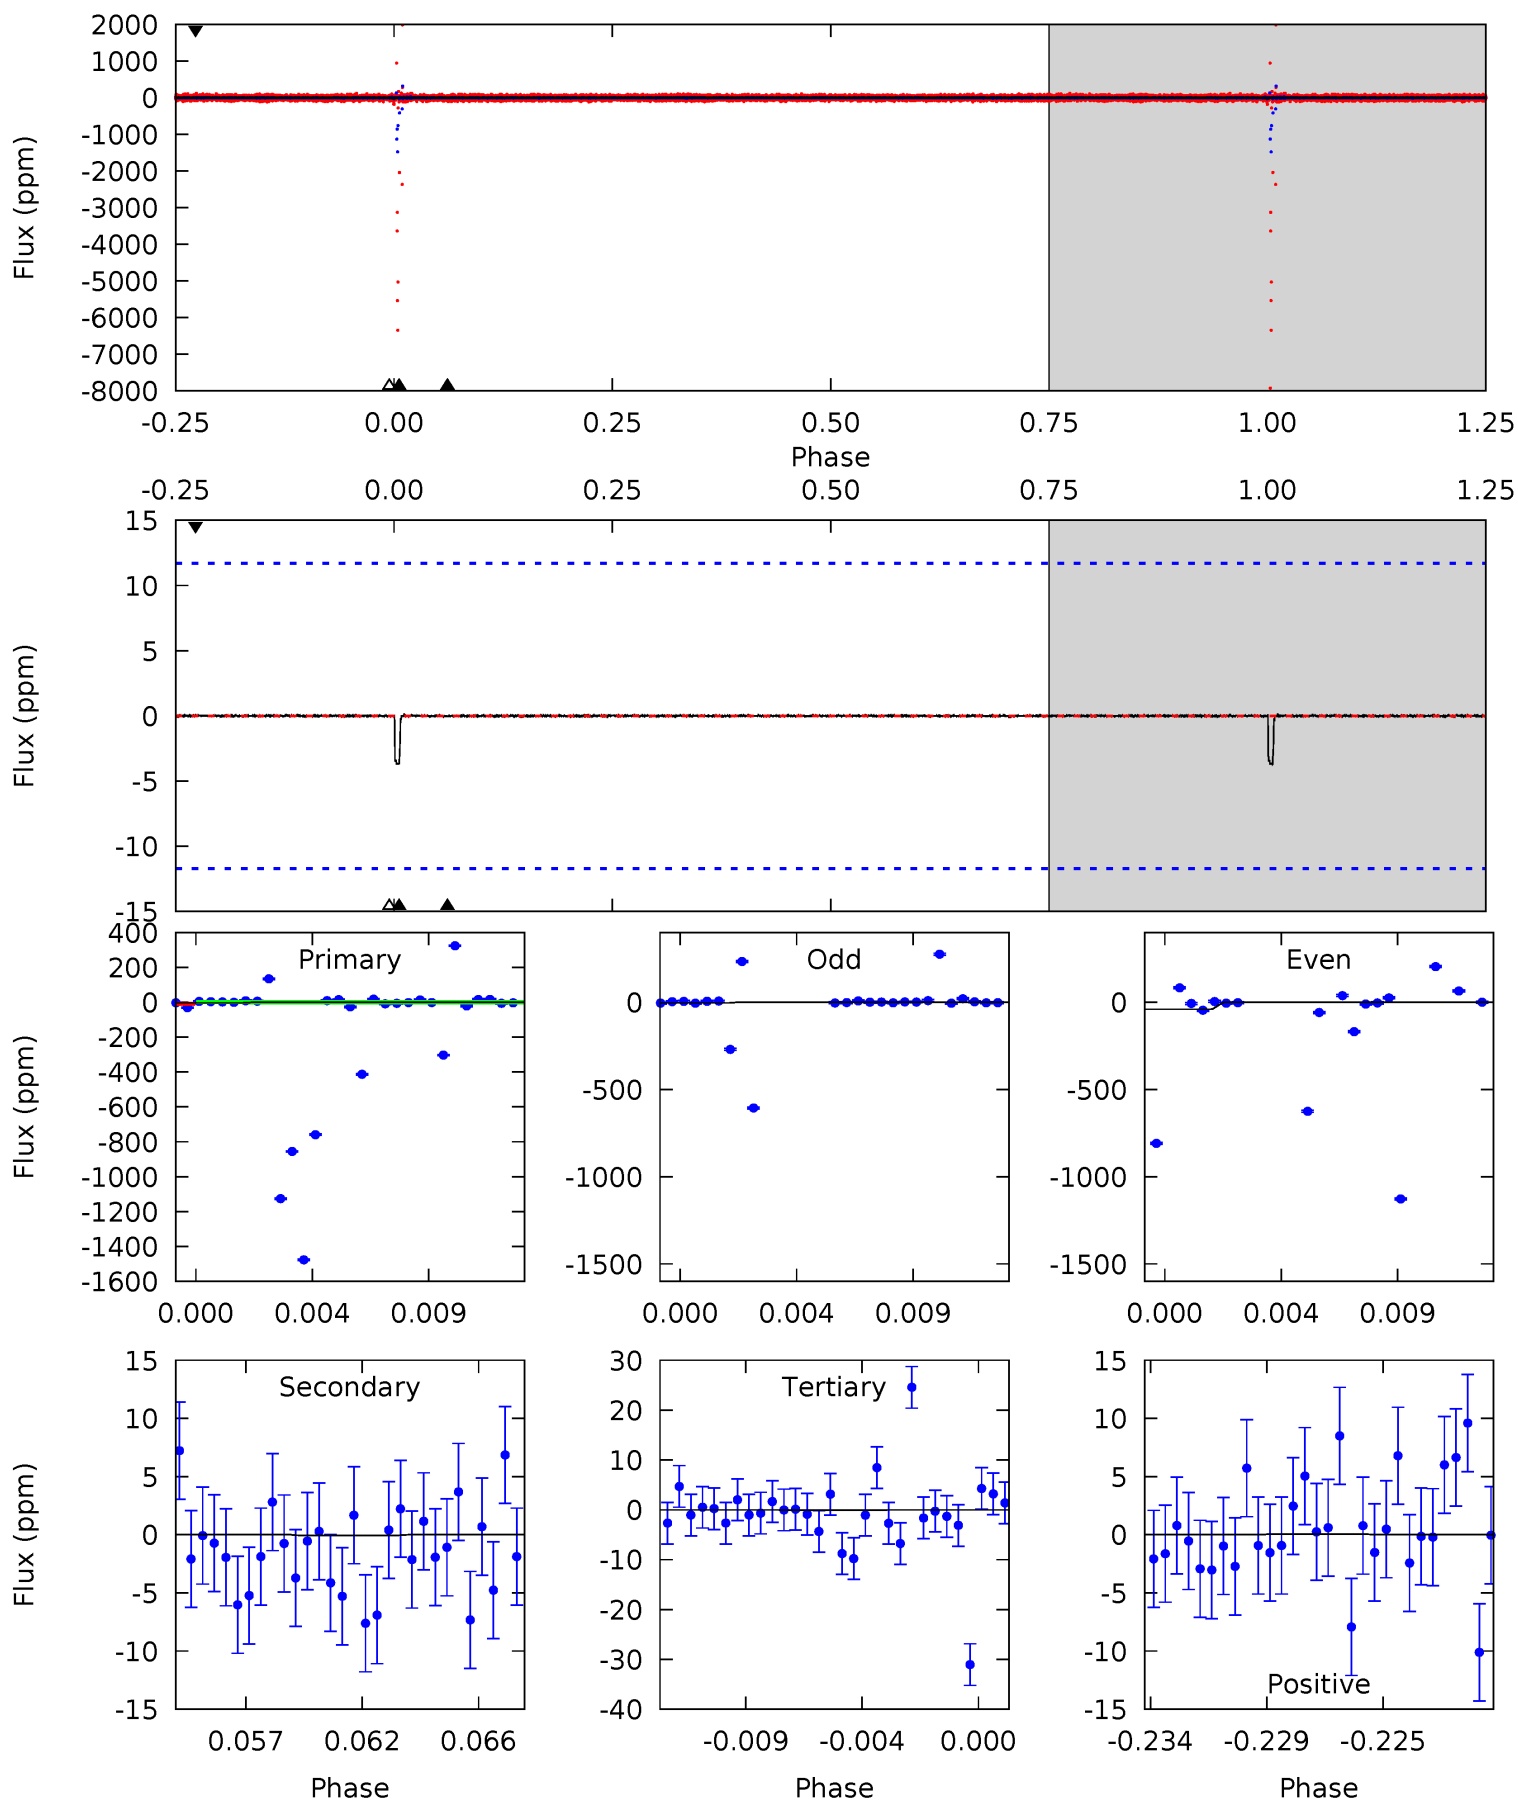 2000
1000
0
-1000
-2000
-3000
-4000
-5000
-6000
-7000
-8000
Flux (ppm)
-0.25 0.00 0.25 0.50 0.75 1.00 1.25
Phase
-0.25 0.00 0.25 0.50 0.75 1.00 1.25
15
10
5
0
-5
-10
-15
Flux (ppm)
Primary
400
200
0
-200
-400
-600
-800
-1000
-1200
-1400
-1600
Flux (ppm)
0.000 0.004 0.009
Odd
0
-500
-1000
-1500
0.000 0.004 0.009
Even
0
-500
-1000
-1500
0.000 0.004 0.009
Secondary
15
10
5
0
-5
-10
-15
Flux (ppm)
0.057 0.062 0.066
Phase
Tertiary
30
20
10
0
-10
-20
-30
-40
-0.009 -0.004 0.000
Phase
15
10
5
0
-5
-10
-15
Positive
-0.234 -0.229 -0.225
Phase